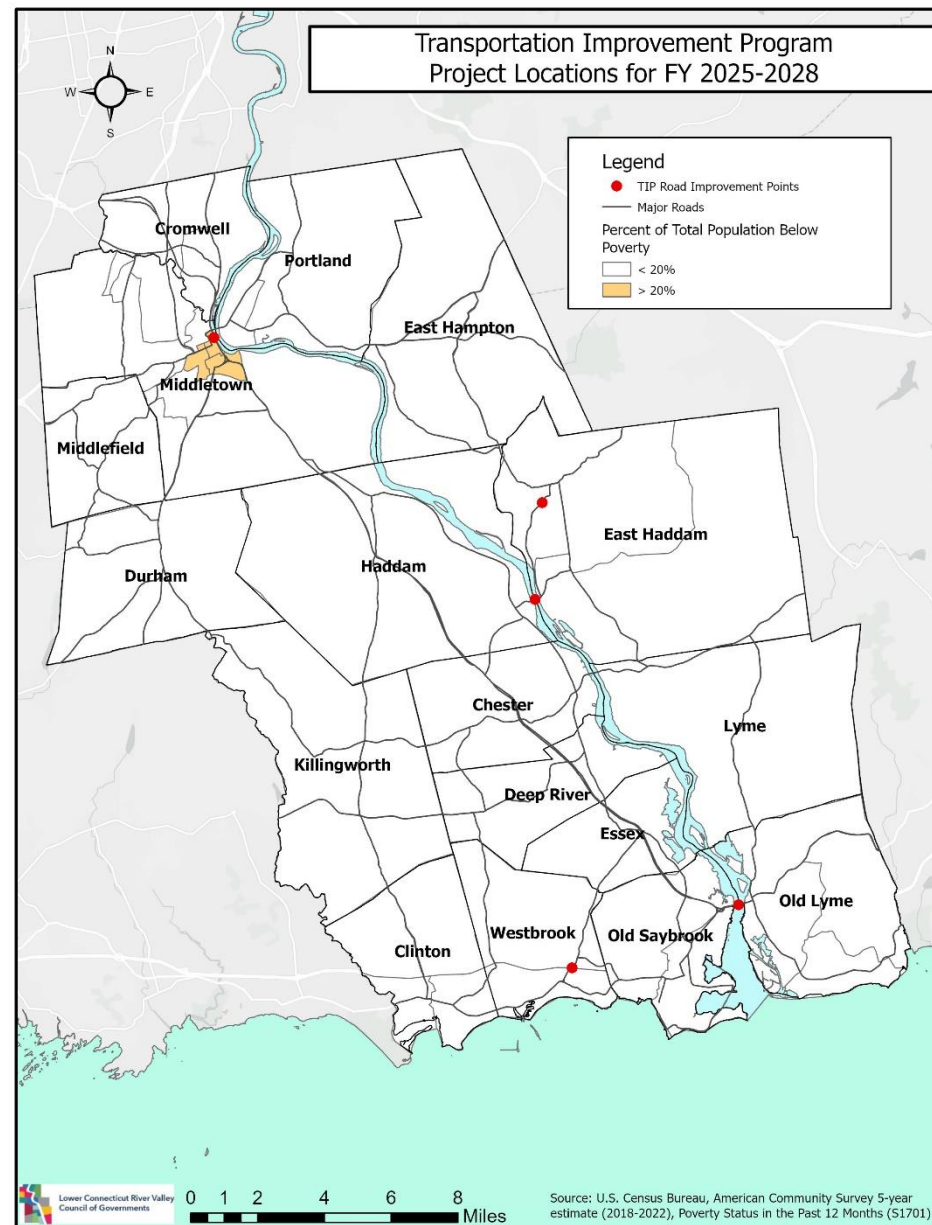 Transportation Improvement Program
Project Locations for FY 2025-2028
N
W
E
S
Legend
TIP Road Improvement Points
Major Roads
Percent of Total Population Below
Poverty
< 20%
> 20%
Cromwell
Portland
East Hampton
Middletown
Middlefield
East Haddam
Haddam
Durham
Chester
Lyme
Killingworth
Deep River
Essex
Old Lyme
Westbrook
Old Saybrook
Clinton
Lower Connecticut River Valley
Council of Governments
0 1 2 4 6 8
Miles
Source: U.S. Census Bureau, American Community Survey 5-year
estimate (2018-2022), Poverty Status in the Past 12 Months (S1701)